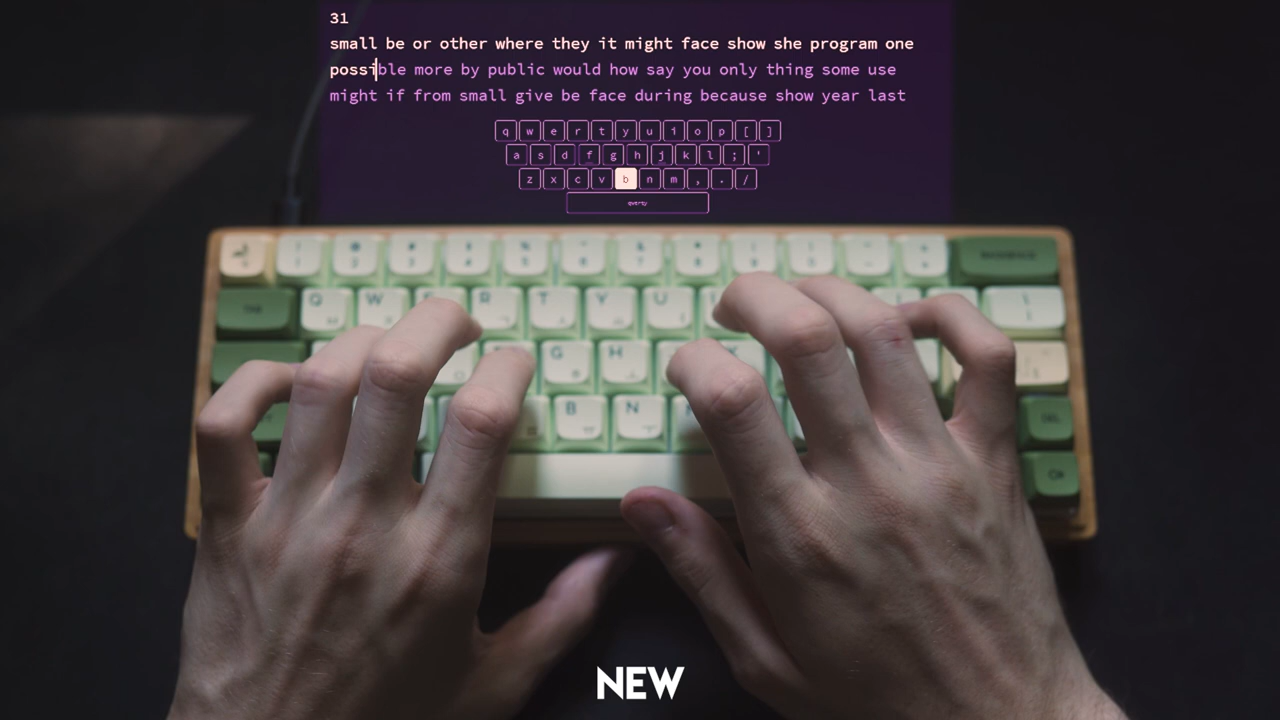 31
small be or other where they it might face show she program one
possible more by public would how say you only thing some use
might if from small give be face during because show year last
q w e r t y u i o p [ ]
a s d f g h j k l ; '
z x c v b n m , . /
qwerty
Q W E R T Y U
G H
B N
NEW